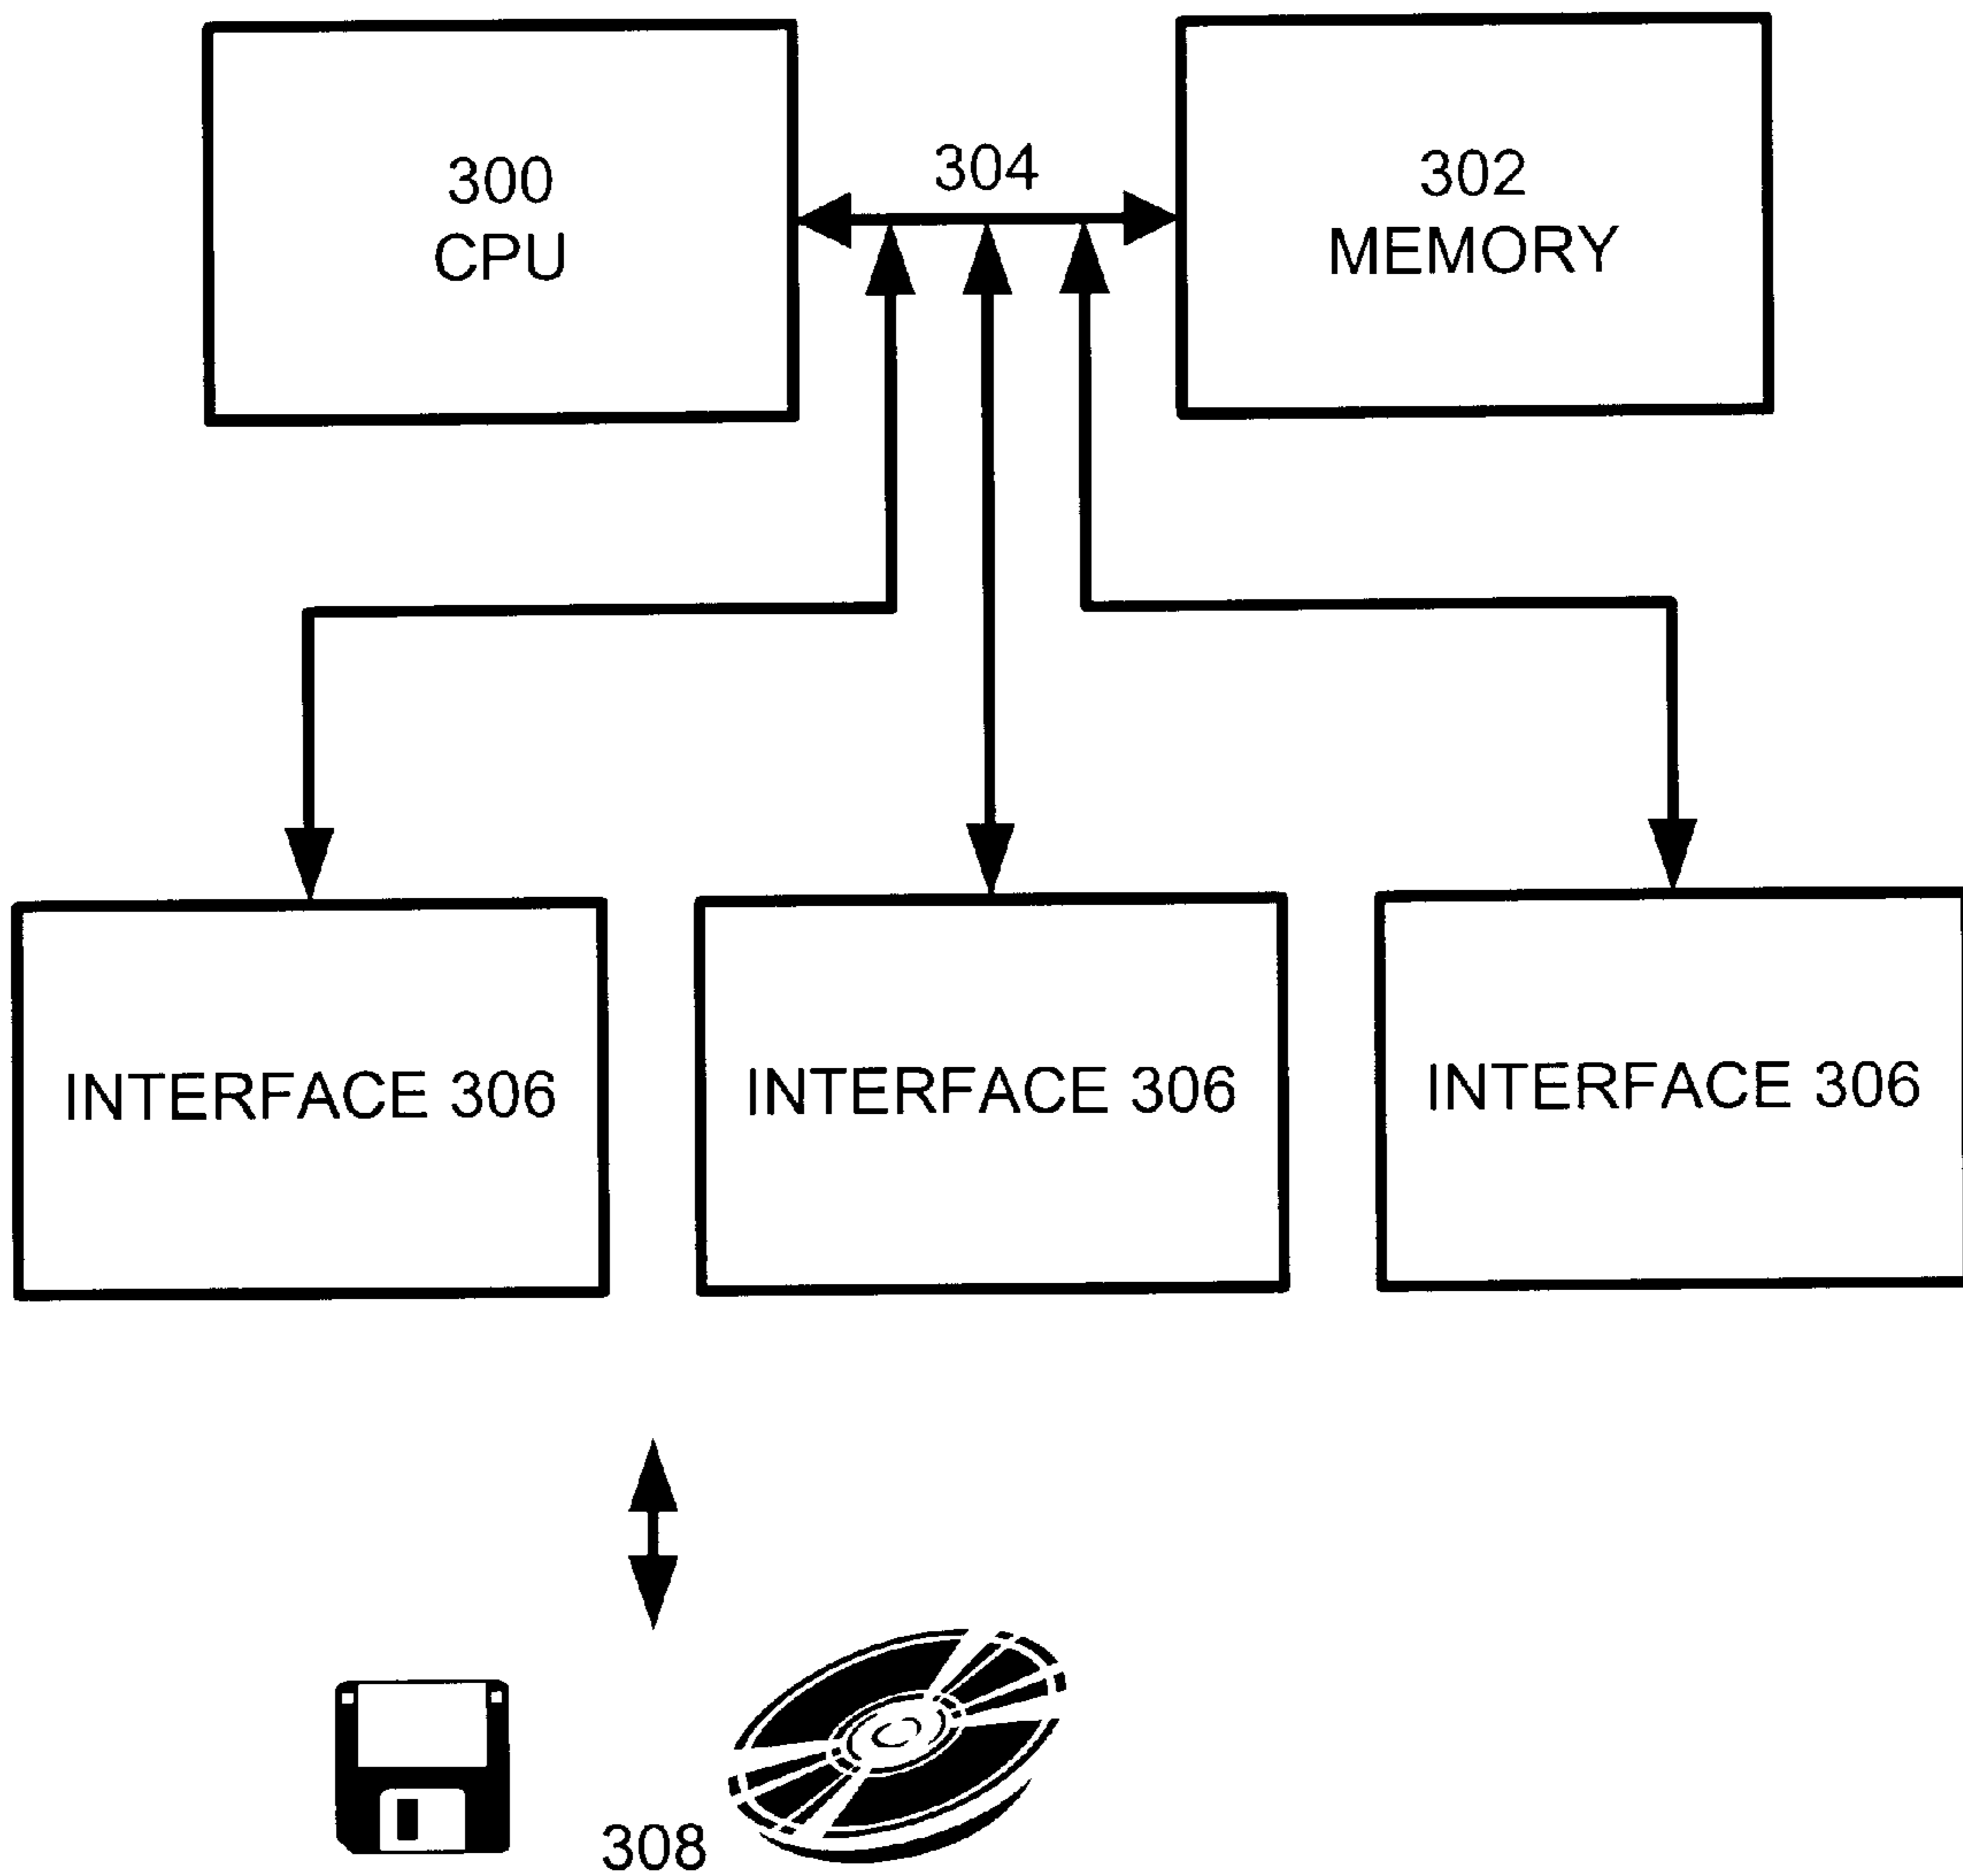 300
CPU
304
302
MEMORY
INTERFACE 306
INTERFACE 306
INTERFACE 306
308